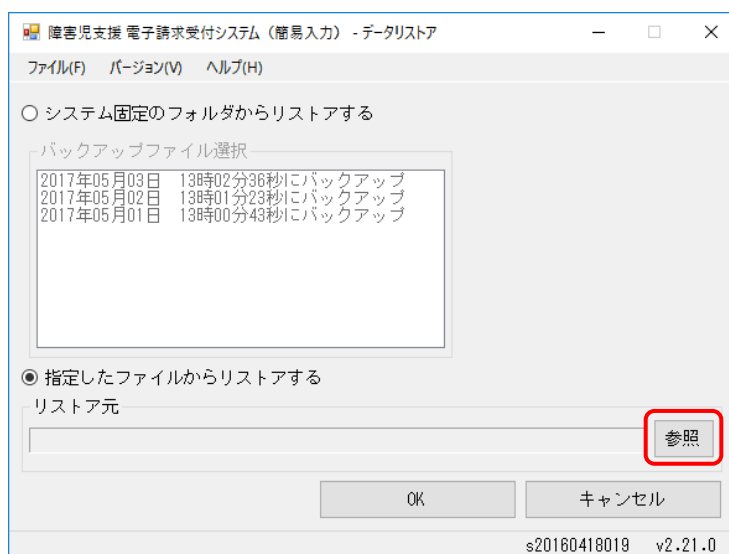 障害児支援 電子請求受付システム（簡易入力） - データリストア
ファイル(F) バージョン(V) ヘルプ(H)
システム固定のフォルダからリストアする
バックアップファイル選択
2017年05月03日 13時02分36秒にバックアップ
2017年05月02日 13時01分23秒にバックアップ
2017年05月01日 13時00分43秒にバックアップ
指定したファイルからリストアする
リストア元
参照
OK キャンセル
s20160418019 v2.21.0